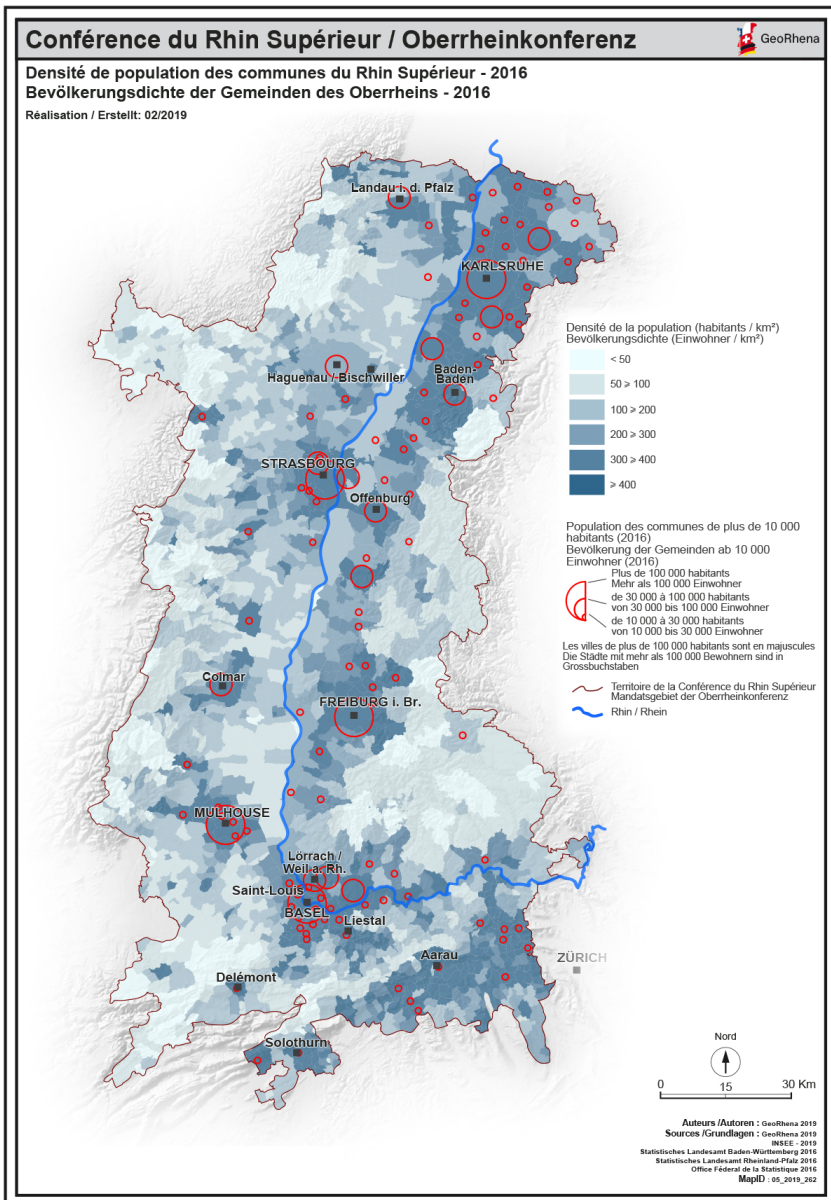 Conférence du Rhin Supérieur / Oberrheinkonferenz
GeoRhena
Densité de population des communes du Rhin Supérieur - 2016
Bevölkerungsdichte der Gemeinden des Oberrheins - 2016
Réalisation / Erstellt: 02/2019
Landau i. d. Pfalz
KARLSRUHE
Densité de la population (habitants / km²)
Bevölkerungsdichte (Einwohner / km²)
< 50
50 ⩾ 100
100 ⩾ 200
200 ⩾ 300
300 ⩾ 400
⩾ 400
Baden-
Baden
Haguenau / Bischwiller
STRASBOURG
Offenburg
Population des communes de plus de 10 000
habitants (2016)
Bevölkerung der Gemeinden ab 10 000
Einwohner (2016)
Plus de 100 000 habitants
Mehr als 100 000 Einwohner
de 30 000 à 100 000 habitants
von 30 000 bis 100 000 Einwohner
de 10 000 à 30 000 habitants
von 10 000 bis 30 000 Einwohner
Les villes de plus de 100 000 habitants sont en majuscules
Die Städte mit mehr als 100 000 Bewohnern sind in
Grossbuchstaben
Territoire de la Conférence du Rhin Supérieur
Mandatsgebiet der Oberrheinkonferenz
Rhin / Rhein
Colmar
FREIBURG i. Br.
MULHOUSE
Lörrach /
Weil a. Rh.
Saint-Louis
BASEL
Liestal
Aarau
ZÜRICH
Delémont
Solothurn
Nord
0 15 30 Km
Auteurs /Autoren : GeoRhena 2019
Sources /Grundlagen : GeoRhena 2019
INSEE - 2019
Statistisches Landesamt Baden-Württemberg 2016
Statistisches Landesamt Rheinland-Pfalz 2016
Office Féderal de la Statistique 2016
MapID : 05_2019_262